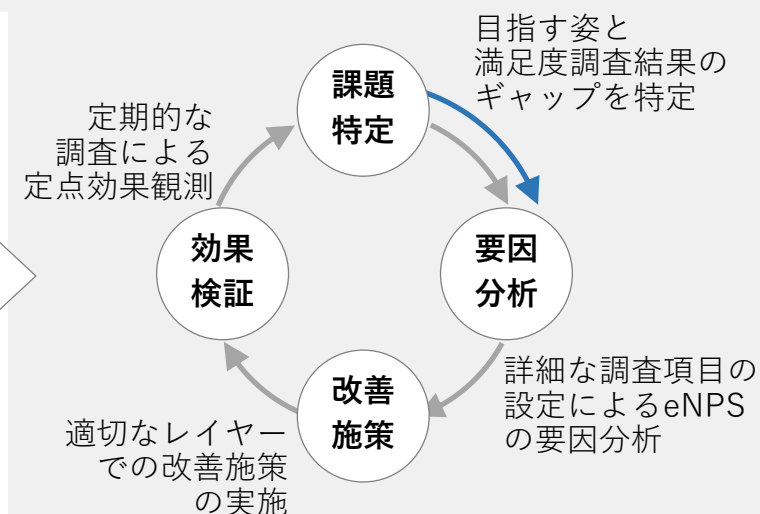 目指す姿と
満足度調査結果の
ギャップを特定
課題
特定
定期的な
調査による
定点効果観測
効果
検証
要因
分析
詳細な調査項目の
設定によるeNPS
の要因分析
改善
施策
適切なレイヤー
での改善施策
の実施